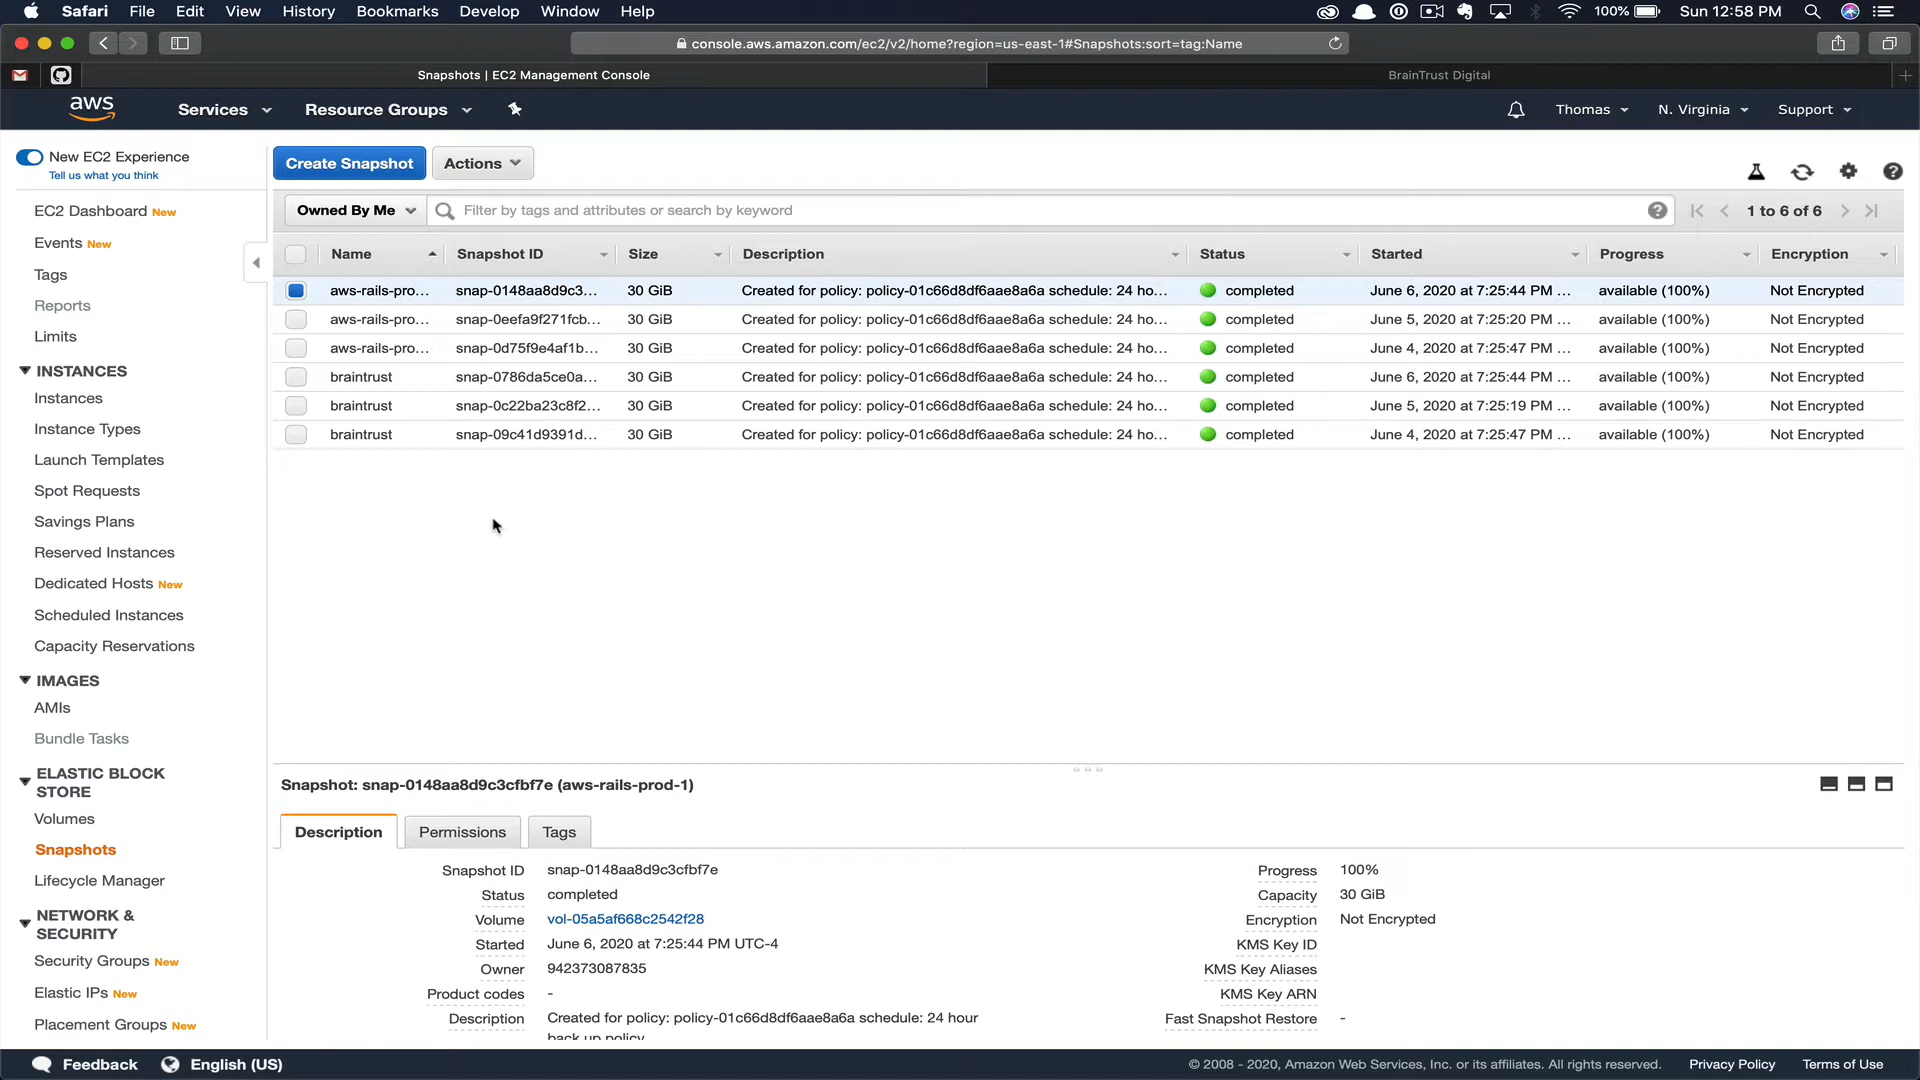 Safari File Edit View History Bookmarks Develop Window Help 100% Sun 12:58 PM
console.aws.amazon.com/ec2/v2/home?region=us-east-1#Snapshots:sort=tag:Name
Snapshots | EC2 Management Console BrainTrust Digital
aws Services Resource Groups Thomas N. Virginia Support
New EC2 Experience
Tell us what you think
EC2 Dashboard New
Events New
Tags
Reports
Limits
INSTANCES
Instances
Instance Types
Launch Templates
Spot Requests
Savings Plans
Reserved Instances
Dedicated Hosts New
Scheduled Instances
Capacity Reservations
IMAGES
AMIs
Bundle Tasks
ELASTIC BLOCK
STORE
Volumes
Snapshots
Lifecycle Manager
NETWORK &
SECURITY
Security Groups New
Elastic IPs New
Placement Groups New
Create Snapshot Actions
Owned By Me Filter by tags and attributes or search by keyword 1 to 6 of 6
Name Snapshot ID Size Description Status Started Progress Encryption
aws-rails-pro... snap-0148aa8d9c3... 30 GiB Created for policy: policy-01c66d8df6aae8a6a schedule: 24 ho... completed June 6, 2020 at 7:25:44 PM ... available (100%) Not Encrypted
aws-rails-pro... snap-0eefa9f271fcb... 30 GiB Created for policy: policy-01c66d8df6aae8a6a schedule: 24 ho... completed June 5, 2020 at 7:25:20 PM ... available (100%) Not Encrypted
aws-rails-pro... snap-0d75f9e4af1b... 30 GiB Created for policy: policy-01c66d8df6aae8a6a schedule: 24 ho... completed June 4, 2020 at 7:25:47 PM ... available (100%) Not Encrypted
braintrust snap-0786da5ce0a... 30 GiB Created for policy: policy-01c66d8df6aae8a6a schedule: 24 ho... completed June 6, 2020 at 7:25:44 PM ... available (100%) Not Encrypted
braintrust snap-0c22ba23c8f2... 30 GiB Created for policy: policy-01c66d8df6aae8a6a schedule: 24 ho... completed June 5, 2020 at 7:25:19 PM ... available (100%) Not Encrypted
braintrust snap-09c41d9391d... 30 GiB Created for policy: policy-01c66d8df6aae8a6a schedule: 24 ho... completed June 4, 2020 at 7:25:47 PM ... available (100%) Not Encrypted
Snapshot: snap-0148aa8d9c3cfbf7e (aws-rails-prod-1)
Description Permissions Tags
Snapshot ID snap-0148aa8d9c3cfbf7e Progress 100%
Status completed Capacity 30 GiB
Volume vol-05a5af668c2542f28 Encryption Not Encrypted
Started June 6, 2020 at 7:25:44 PM UTC-4 KMS Key ID
Owner 942373087835 KMS Key Aliases
Product codes - KMS Key ARN
Description Created for policy: policy-01c66d8df6aae8a6a schedule: 24 hour Fast Snapshot Restore -
back up policy
Feedback English (US) © 2008 - 2020, Amazon Web Services, Inc. or its affiliates. All rights reserved. Privacy Policy Terms of Use